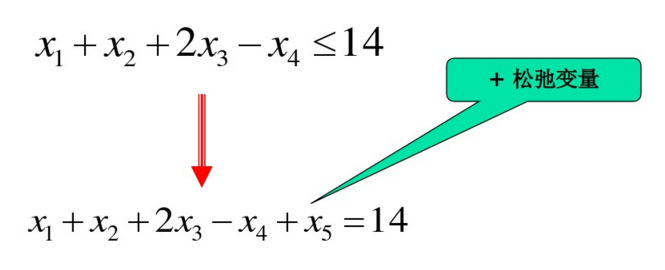 x₁ + x₂ + 2x₃ − x₄ ≤ 14
+ 松弛变量
x₁ + x₂ + 2x₃ − x₄ + x₅ = 14